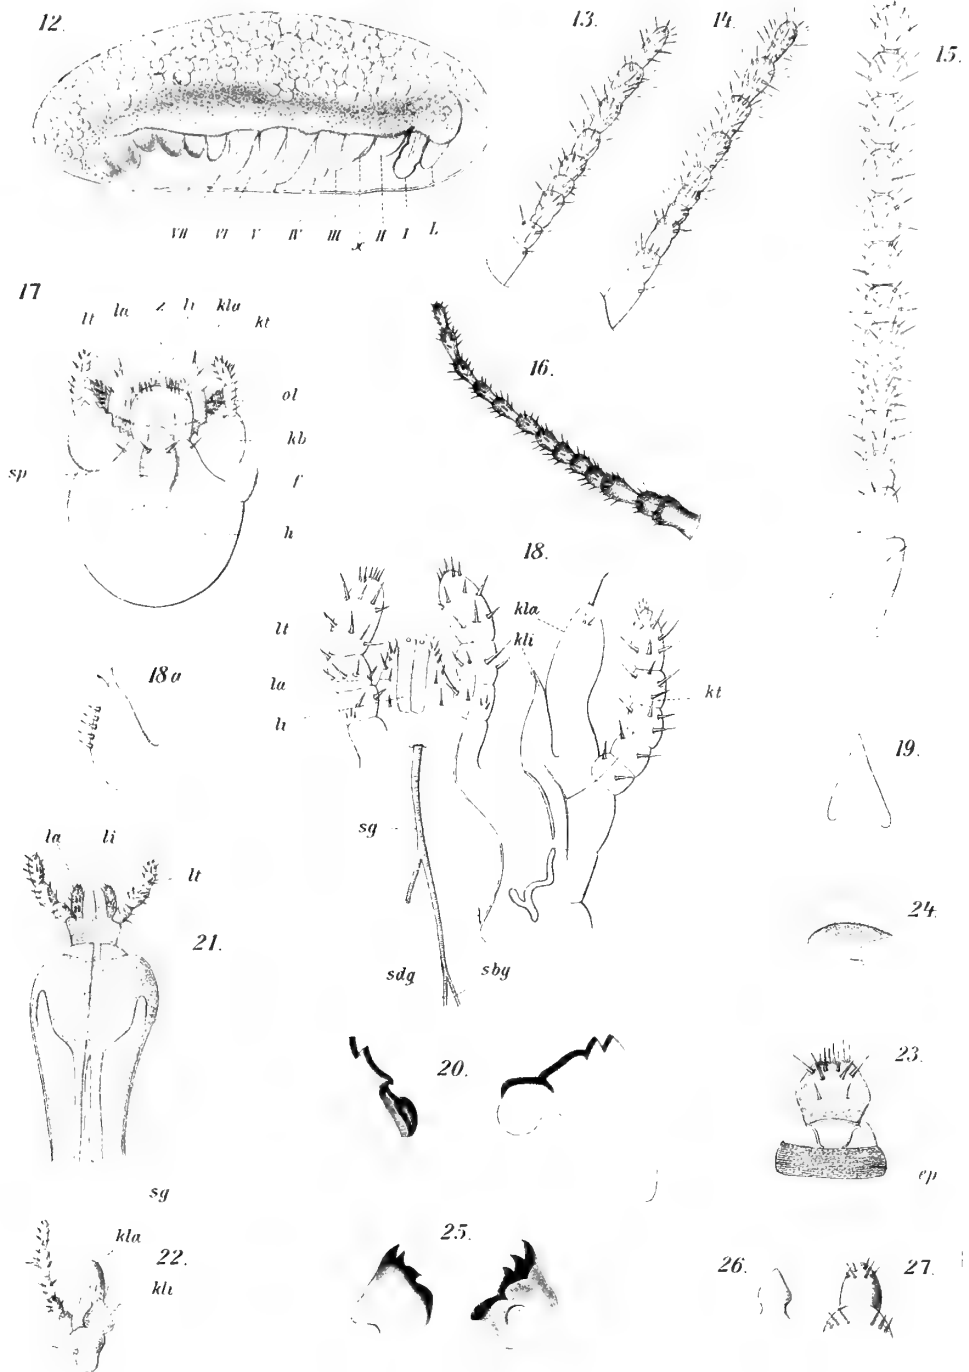 12.
13.
14.
15.
VII VI V IV III x II I L
17
lt la z li kla kt
16.
ol
kb
sp
f
h
18.
kla
lt
kli
18a
la
kt
li
19.
la li
sg
lt
24.
21.
sdg sbg
20.
23.
ep
sg
kla
25.
22.
26.
27.
kli